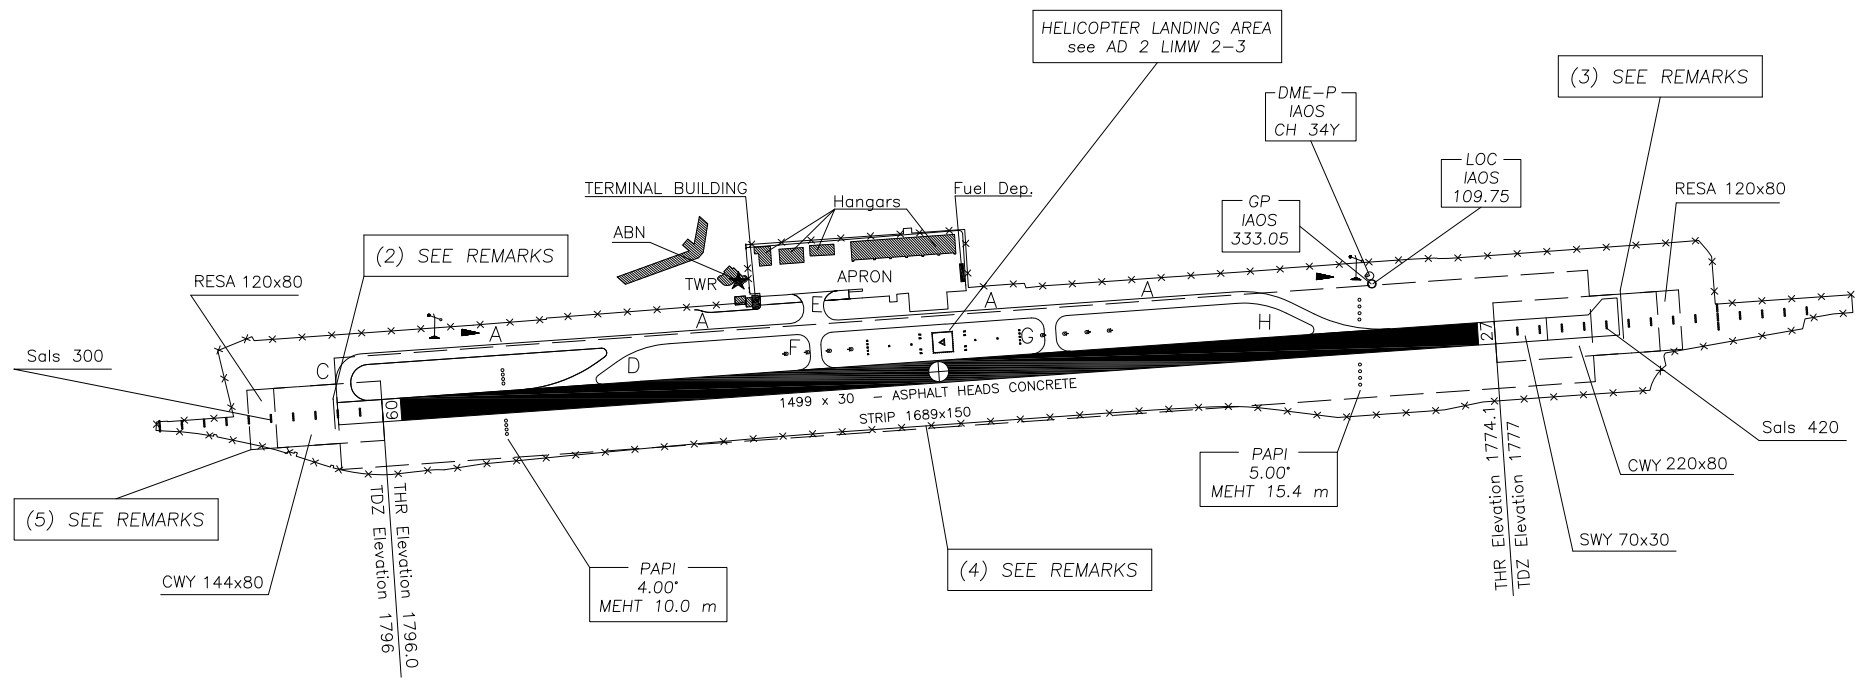 HELICOPTER LANDING AREA
see AD 2 LIMW 2-3
(3) SEE REMARKS
DME-P
IAOS
CH 34Y
LOC
IAOS
109.75
GP
IAOS
333.05
RESA 120x80
TERMINAL BUILDING
Hangars
Fuel Dep.
ABN
TWR
APRON
(2) SEE REMARKS
RESA 120x80
Sals 300
A
A
E
A
A
C
D
F
G
H
09
27
1499 x 30 - ASPHALT HEADS CONCRETE
STRIP 1689x150
Sals 420
CWY 220x80
SWY 70x30
PAPI
5.00°
MEHT 15.4 m
THR Elevation 1774.1
TDZ Elevation 1777
(5) SEE REMARKS
CWY 144x80
TDZ Elevation 1796
THR Elevation 1796.0
PAPI
4.00°
MEHT 10.0 m
(4) SEE REMARKS